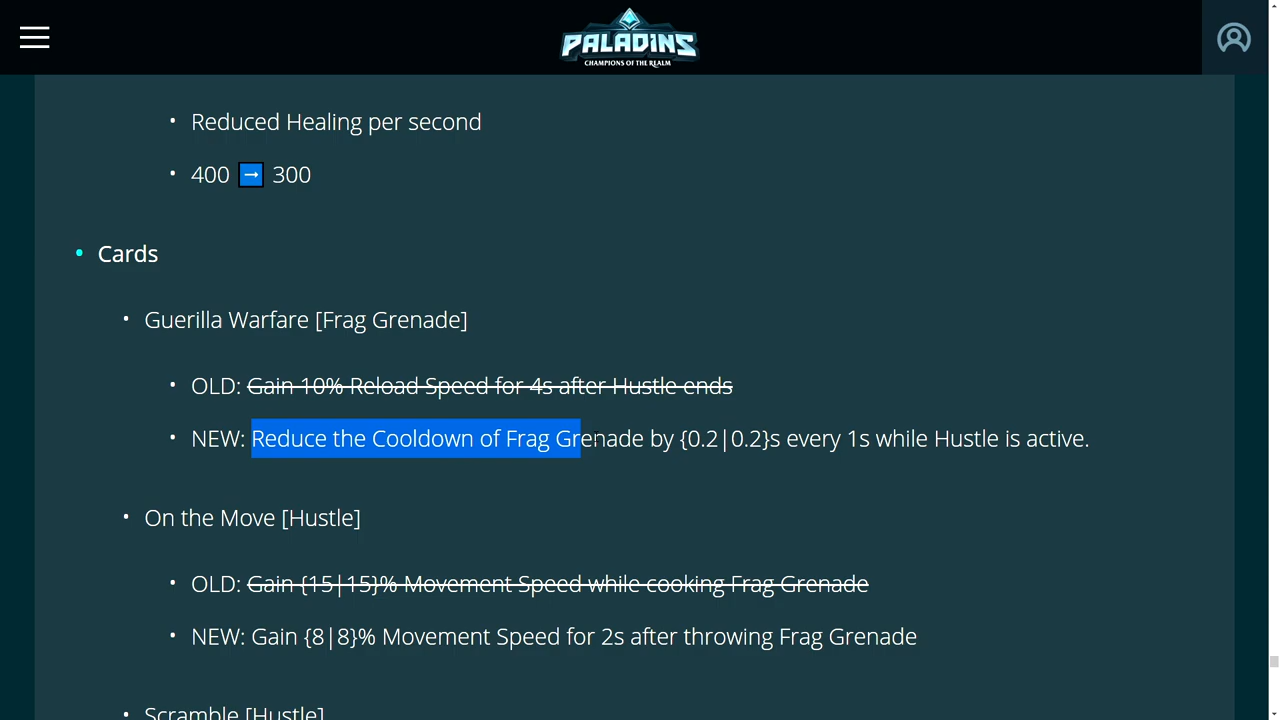 PALADINS
CHAMPIONS OF THE REALM
Reduced Healing per second
400 → 300
Cards
Guerilla Warfare [Frag Grenade]
OLD: Gain 10% Reload Speed for 4s after Hustle ends
NEW: Reduce the Cooldown of Frag Grenade by {0.2|0.2}s every 1s while Hustle is active.
On the Move [Hustle]
OLD: Gain {15|15}% Movement Speed while cooking Frag Grenade
NEW: Gain {8|8}% Movement Speed for 2s after throwing Frag Grenade
Scramble [Hustle]